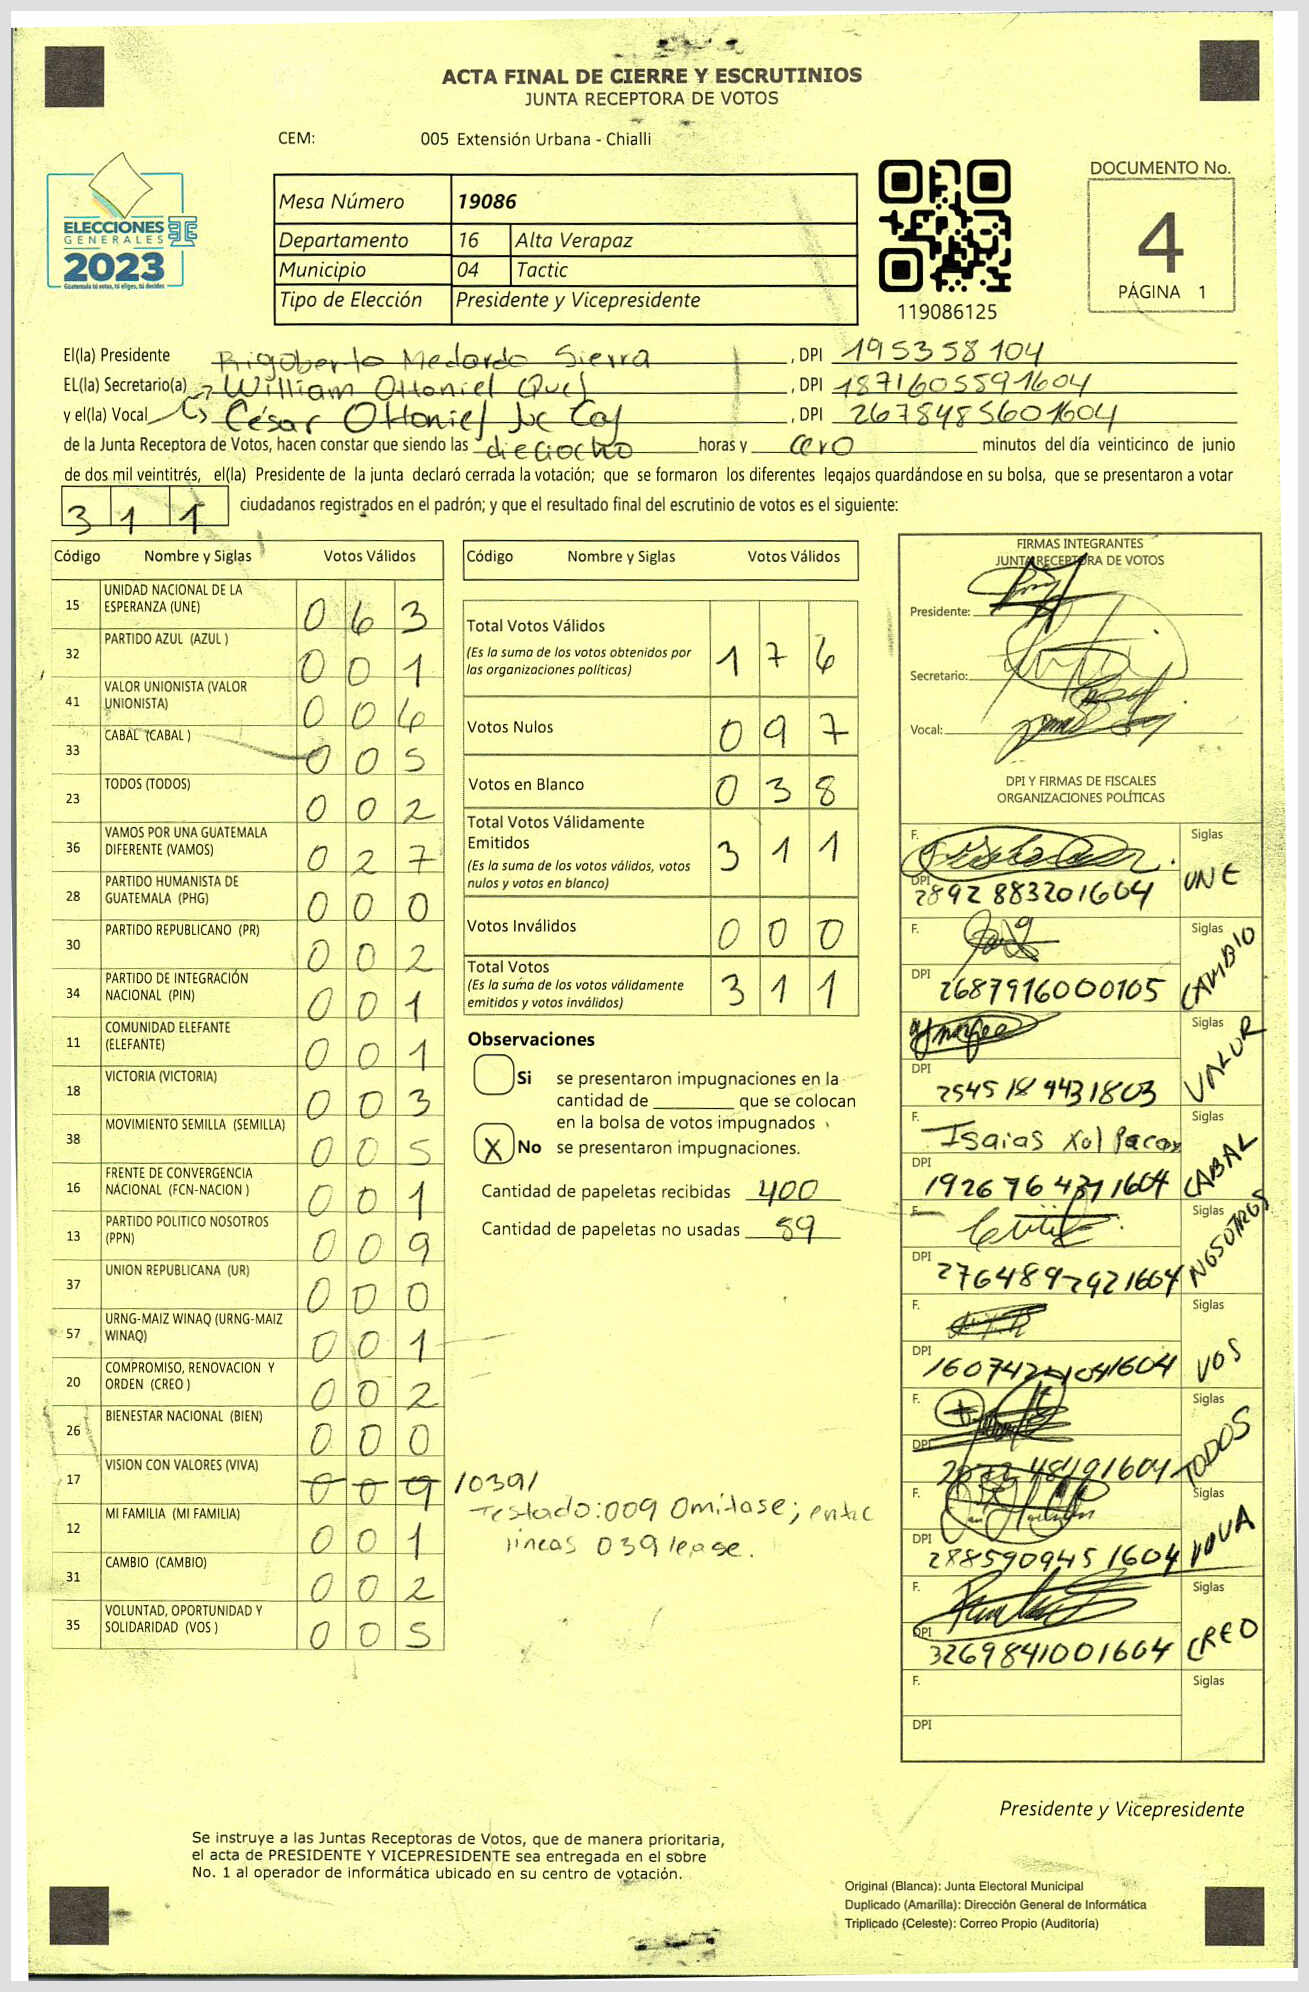 ACTA FINAL DE CIERRE Y ESCRUTINIOS
JUNTA RECEPTORA DE VOTOS
CEM: 005 Extensión Urbana - Chialli
ELECCIONES
GENERALES
2023
Guatemala tú votas, tú eliges, tú decides
Mesa Número 19086
Departamento 16 Alta Verapaz
Municipio 04 Tactic
Tipo de Elección Presidente y Vicepresidente
119086125
DOCUMENTO No.
4
PÁGINA 1
El(la) Presidente Rigoberto Medardo Sierra, DPI 195358104
EL(la) Secretario(a) William Ottoniel Quej, DPI 1871605591604
y el(la) Vocal César Ottoniel Juc Coy, DPI 2678485601604
de la Junta Receptora de Votos, hacen constar que siendo las dieciocho horas y cero minutos del día veinticinco de junio
de dos mil veintitrés, el(la) Presidente de la junta declaró cerrada la votación; que se formaron los diferentes legajos guardándose en su bolsa, que se presentaron a votar
311 ciudadanos registrados en el padrón; y que el resultado final del escrutinio de votos es el siguiente:
Código Nombre y Siglas Votos Válidos
15 UNIDAD NACIONAL DE LA ESPERANZA (UNE) 0 6 3
32 PARTIDO AZUL (AZUL ) 0 0 1
41 VALOR UNIONISTA (VALOR UNIONISTA) 0 0 6
33 CABAL (CABAL ) 0 0 5
23 TODOS (TODOS) 0 0 2
36 VAMOS POR UNA GUATEMALA DIFERENTE (VAMOS) 0 2 7
28 PARTIDO HUMANISTA DE GUATEMALA (PHG) 0 0 0
30 PARTIDO REPUBLICANO (PR) 0 0 2
34 PARTIDO DE INTEGRACIÓN NACIONAL (PIN) 0 0 1
11 COMUNIDAD ELEFANTE (ELEFANTE) 0 0 1
18 VICTORIA (VICTORIA) 0 0 3
38 MOVIMIENTO SEMILLA (SEMILLA) 0 0 5
16 FRENTE DE CONVERGENCIA NACIONAL (FCN-NACION ) 0 0 1
13 PARTIDO POLITICO NOSOTROS (PPN) 0 0 9
37 UNION REPUBLICANA (UR) 0 0 0
57 URNG-MAIZ WINAQ (URNG-MAIZ WINAQ) 0 0 1
20 COMPROMISO, RENOVACION Y ORDEN (CREO ) 0 0 2
26 BIENESTAR NACIONAL (BIEN) 0 0 0
17 VISION CON VALORES (VIVA) 0 0 9 /039/
12 MI FAMILIA (MI FAMILIA) 0 0 1
31 CAMBIO (CAMBIO) 0 0 2
35 VOLUNTAD, OPORTUNIDAD Y SOLIDARIDAD (VOS ) 0 0 5
Testado: 009 Omitase; entre
lineas 039 lease.
Código Nombre y Siglas Votos Válidos
Total Votos Válidos 1 7 6
(Es la suma de los votos obtenidos por
las organizaciones políticas)
Votos Nulos 0 9 7
Votos en Blanco 0 3 8
Total Votos Válidamente
Emitidos 3 1 1
(Es la suma de los votos válidos, votos
nulos y votos en blanco)
Votos Inválidos 0 0 0
Total Votos 3 1 1
(Es la suma de los votos válidamente
emitidos y votos inválidos)
Observaciones
Si se presentaron impugnaciones en la
cantidad de ________ que se colocan
en la bolsa de votos impugnados
X No se presentaron impugnaciones.
Cantidad de papeletas recibidas 400
Cantidad de papeletas no usadas 89
FIRMAS INTEGRANTES
JUNTA RECEPTORA DE VOTOS
Presidente:
Secretario:
Vocal:
DPI Y FIRMAS DE FISCALES
ORGANIZACIONES POLÍTICAS
F. Siglas
DPI 2892883201604 UNE
F. Siglas
DPI 2687916000105 CAMBIO
Siglas
DPI 2545189431803 VALOR
F. Isaias Xol Pacay Siglas
DPI CABAL
F. Siglas
DPI 2764892921604 NOSOTROS
F. Siglas
DPI VOS
F. Siglas
DPI TODOS
F. Siglas
DPI 2885909451604
F. Siglas
DPI 3269841001604 CREO
F. Siglas
DPI
Presidente y Vicepresidente
Se instruye a las Juntas Receptoras de Votos, que de manera prioritaria,
el acta de PRESIDENTE Y VICEPRESIDENTE sea entregada en el sobre
No. 1 al operador de informática ubicado en su centro de votación.
Original (Blanca): Junta Electoral Municipal
Duplicado (Amarilla): Dirección General de Informática
Triplicado (Celeste): Correo Propio (Auditoría)